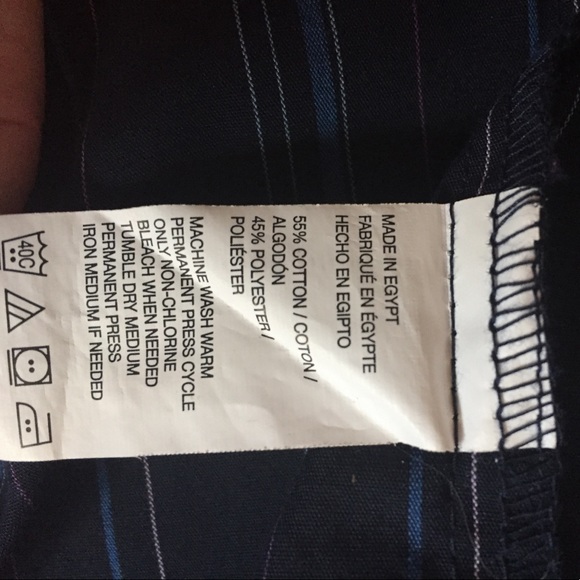 MADE IN EGYPT
FABRIQUÉ EN ÉGYPTE
HECHO EN EGIPTO
55% COTTON / COTON /
ALGODÓN
45% POLYESTER /
POLIÉSTER
MACHINE WASH WARM
PERMANENT PRESS CYCLE
ONLY NON-CHLORINE
BLEACH WHEN NEEDED
TUMBLE DRY MEDIUM
PERMANENT PRESS
IRON MEDIUM IF NEEDED
40C